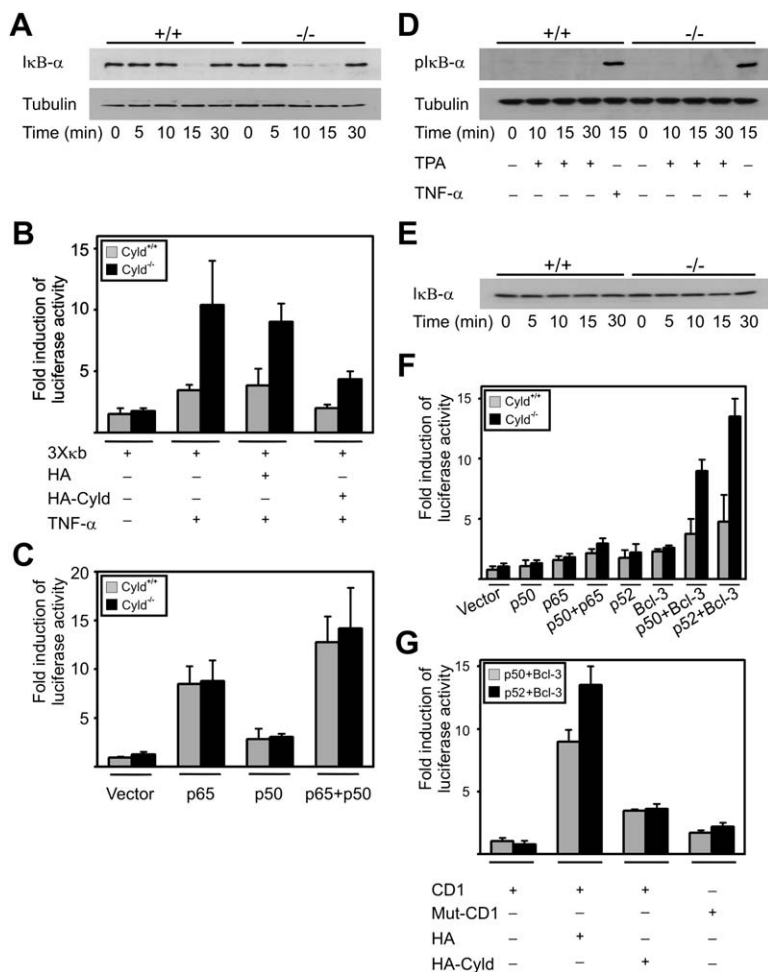 A
+/+ -/-
IκB-α
Tubulin
Time (min) 0 5 10 15 30 0 5 10 15 30
B
Fold induction of
luciferase activity
15
10
5
Cyld+/+
Cyld-/-
3Xκb + + + +
HA – – + –
HA-Cyld – – – +
TNF-α – + + +
C
Fold induction of
luciferase activity
20
15
10
5
Cyld+/+
Cyld-/-
Vector p65 p50 p65+p50
D
+/+ -/-
pIκB-α
Tubulin
Time (min) 0 10 15 30 15 0 10 15 30 15
TPA – + + + – – + + + –
TNF-α – – – – + – – – – +
E
+/+ -/-
IκB-α
Time (min) 0 5 10 15 30 0 5 10 15 30
F
Fold induction of
luciferase activity
15
10
5
Cyld+/+
Cyld-/-
Vector p50 p65 p50+p65 p52 Bcl-3 p50+Bcl-3 p52+Bcl-3
G
Fold induction of
luciferase activity
15
10
5
p50+Bcl-3
p52+Bcl-3
CD1 + + + –
Mut-CD1 – – – +
HA – + – –
HA-Cyld – – + –